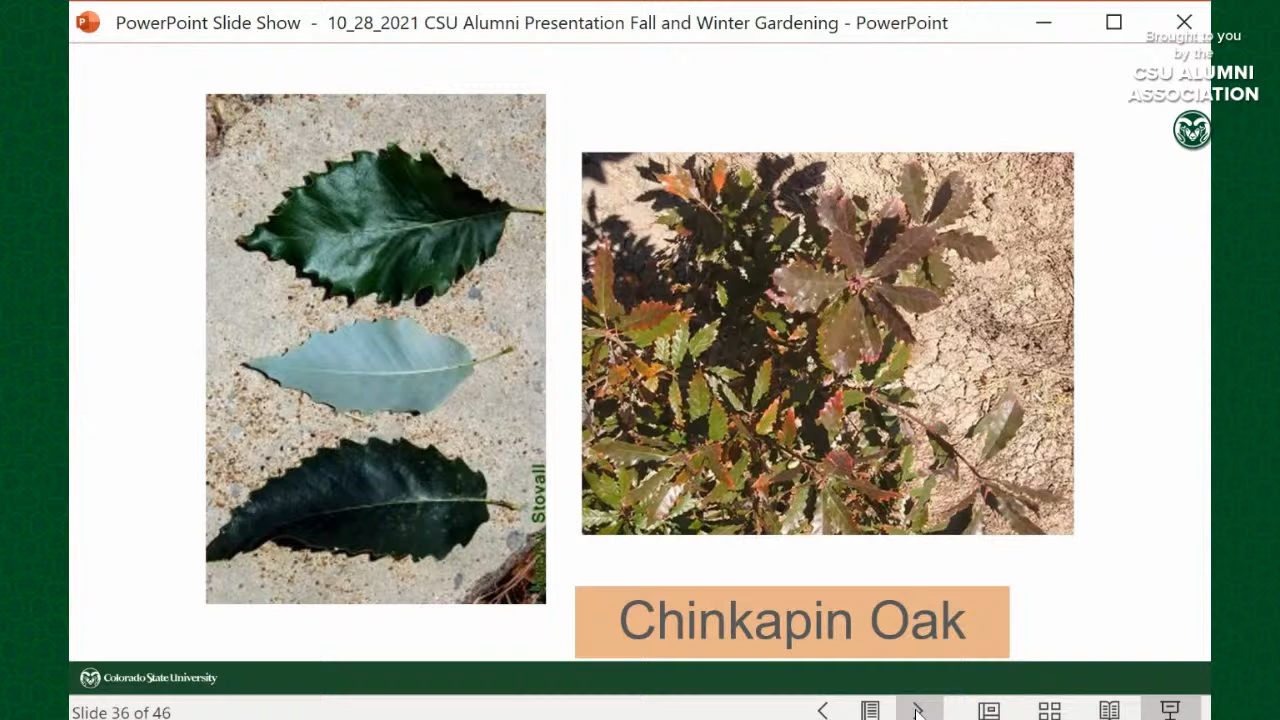 PowerPoint Slide Show - 10_28_2021 CSU Alumni Presentation Fall and Winter Gardening - PowerPoint
Brought to you
by the
CSU ALUMNI
ASSOCIATION
Stovall
Chinkapin Oak
Colorado State University
Slide 36 of 46